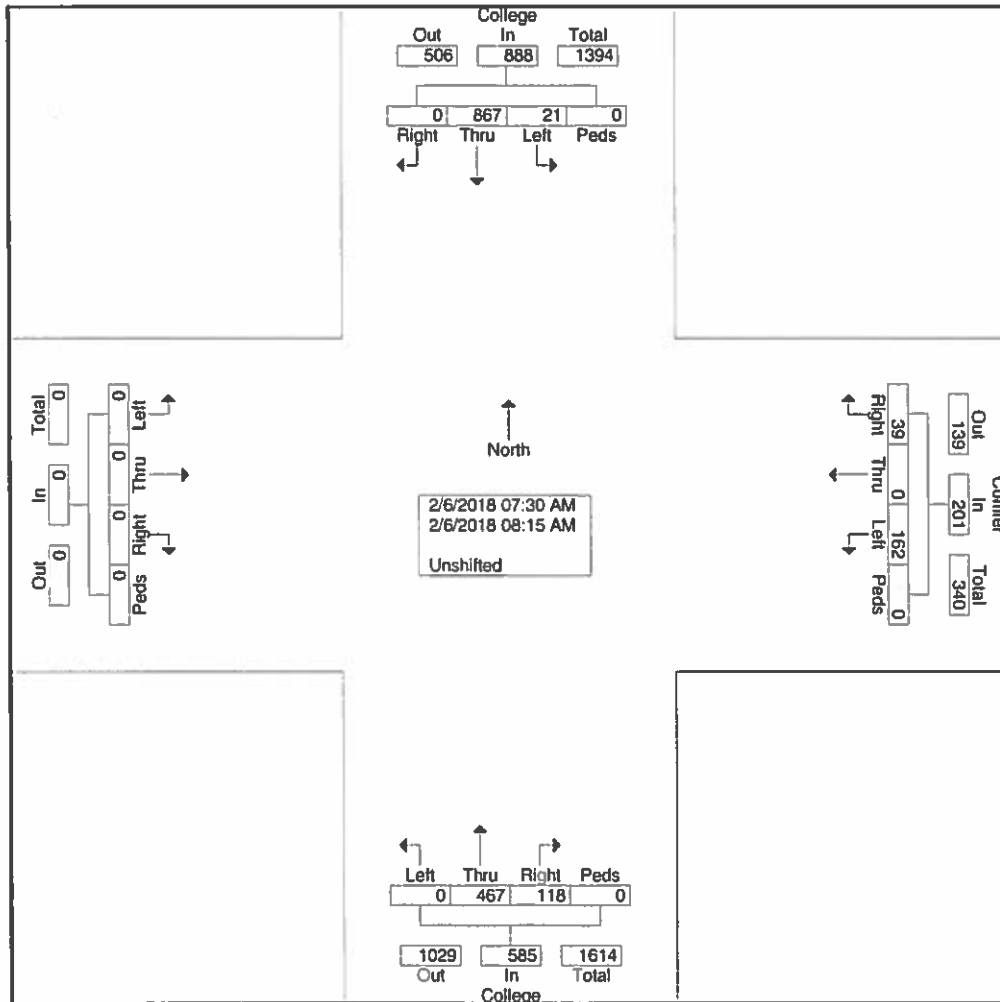 College
Out In Total
506 888 1394
0 867 21 0
Right Thru Left Peds
Total In Out
0 0 0
0 0 0 0
Left Thru Right Peds
North
2/6/2018 07:30 AM
2/6/2018 08:15 AM
Unshifted
Right Thru Left Peds
39 0 162 0
Out In Total
139 201 340
Left Thru Right Peds
0 467 118 0
1029 585 1614
Out In Total
College